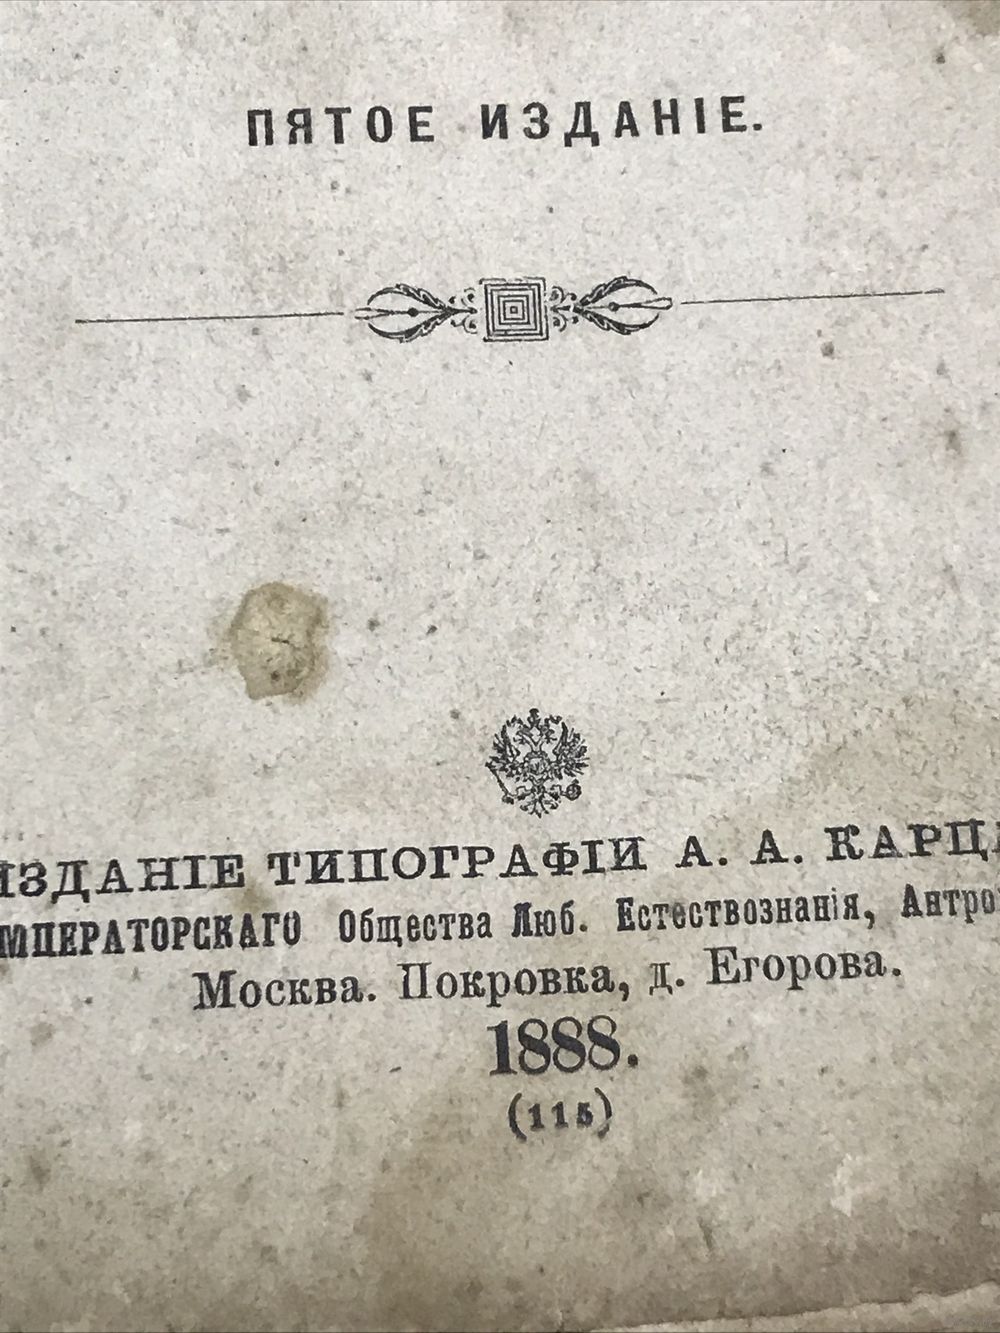 ПЯТОЕ ИЗДАНІЕ.
ИЗДАНІЕ ТИПОГРАФІИ А. А. КАРЦ
МПЕРАТОРСКАГО Общества Люб. Естествознанія, Антро
Москва. Покровка, д. Егорова.
1888.
(115)